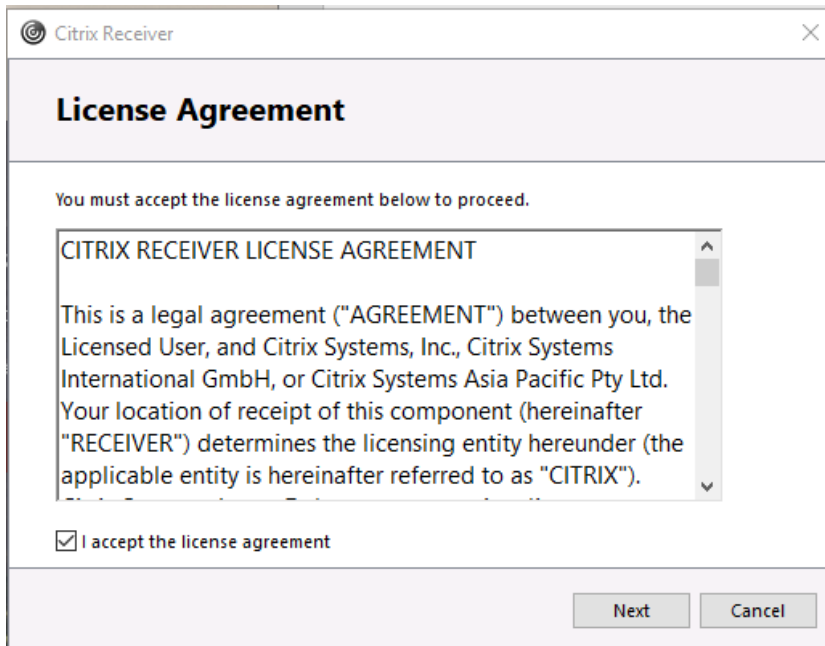 Citrix Receiver
License Agreement
You must accept the license agreement below to proceed.
CITRIX RECEIVER LICENSE AGREEMENT
This is a legal agreement ("AGREEMENT") between you, the
Licensed User, and Citrix Systems, Inc., Citrix Systems
International GmbH, or Citrix Systems Asia Pacific Pty Ltd.
Your location of receipt of this component (hereinafter
"RECEIVER") determines the licensing entity hereunder (the
applicable entity is hereinafter referred to as "CITRIX").
I accept the license agreement
Next
Cancel